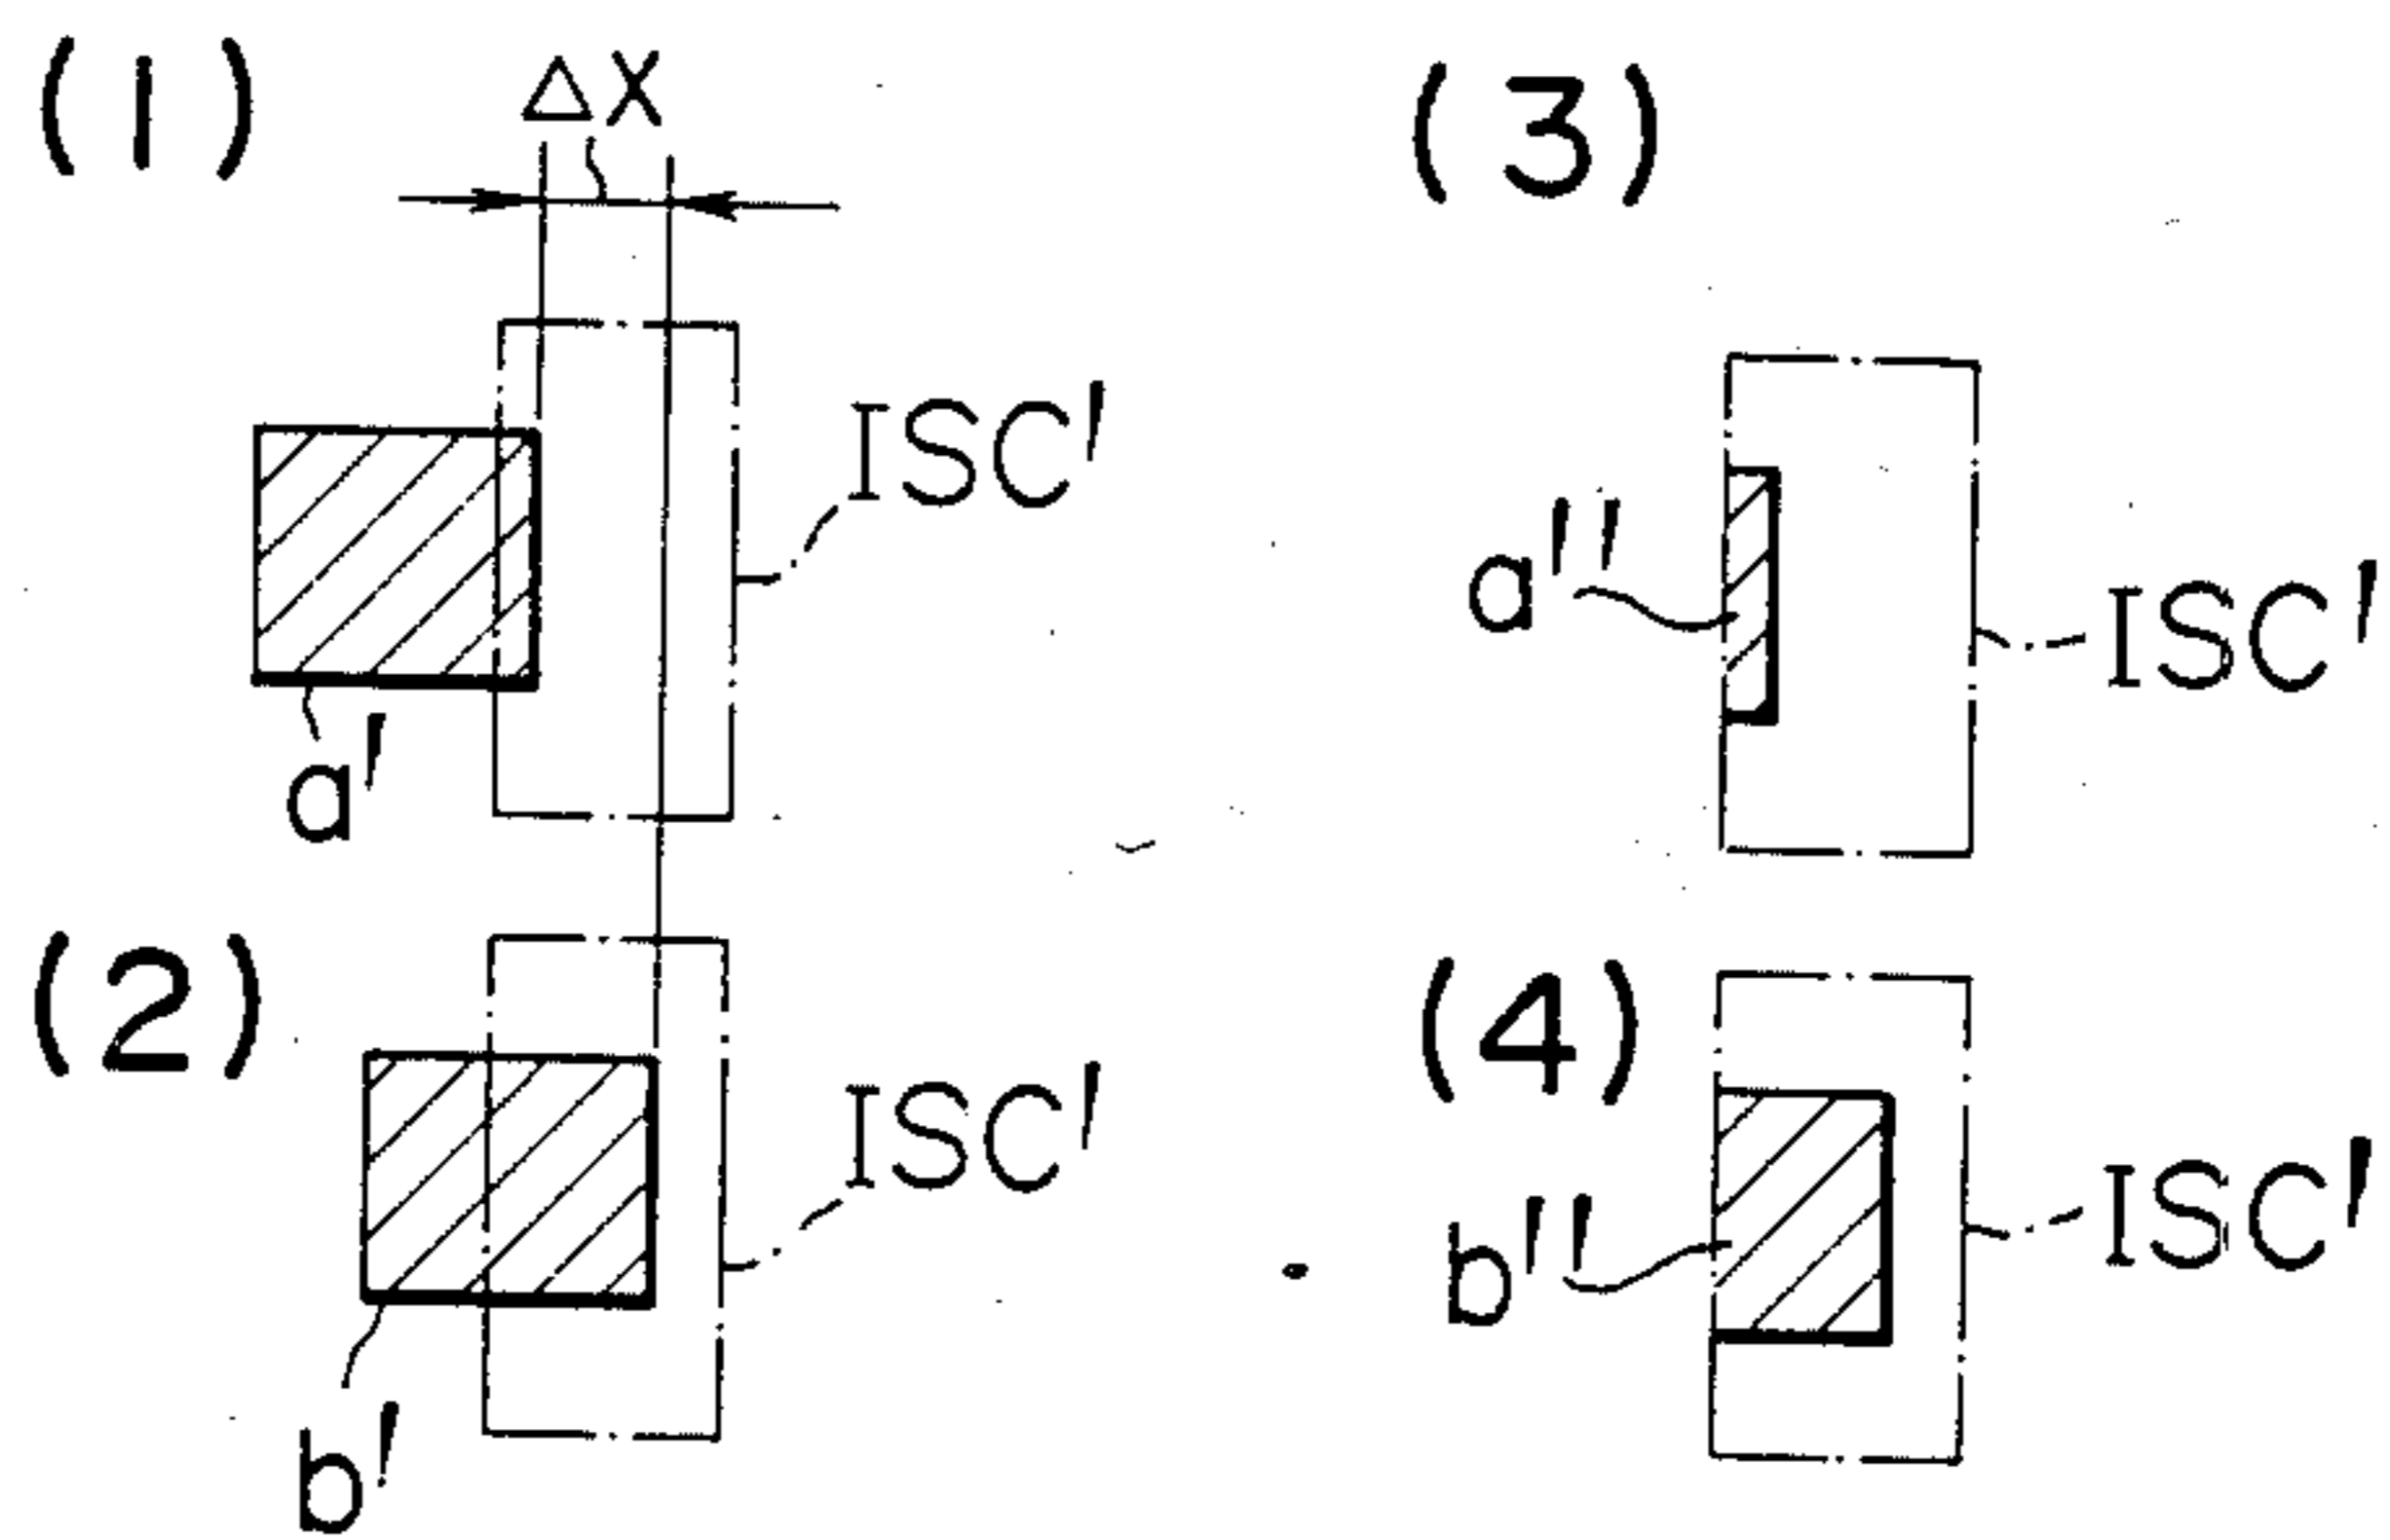 (1)
ΔX
ISC'
a'
(2)
ISC'
b'
(3)
a''
ISC'
(4)
b''
ISC'